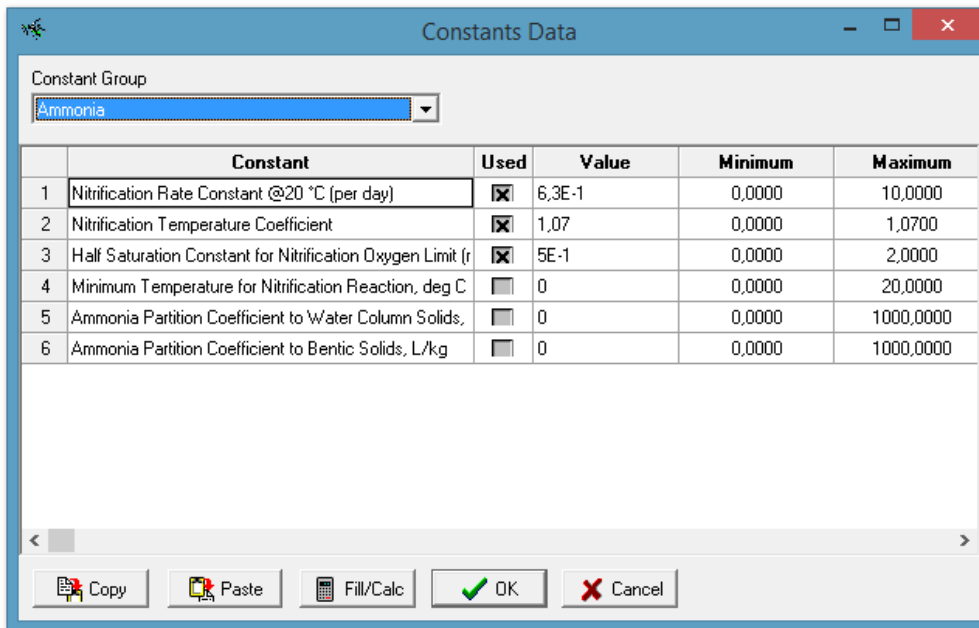 Constants Data
Constant Group
Ammonia
Constant Used Value Minimum Maximum
1 Nitrification Rate Constant @20 °C (per day) 6,3E-1 0,0000 10,0000
2 Nitrification Temperature Coefficient 1,07 0,0000 1,0700
3 Half Saturation Constant for Nitrification Oxygen Limit (r 5E-1 0,0000 2,0000
4 Minimum Temperature for Nitrification Reaction, deg C 0 0,0000 20,0000
5 Ammonia Partition Coefficient to Water Column Solids, 0 0,0000 1000,0000
6 Ammonia Partition Coefficient to Bentic Solids, L/kg 0 0,0000 1000,0000
Copy Paste Fill/Calc OK Cancel